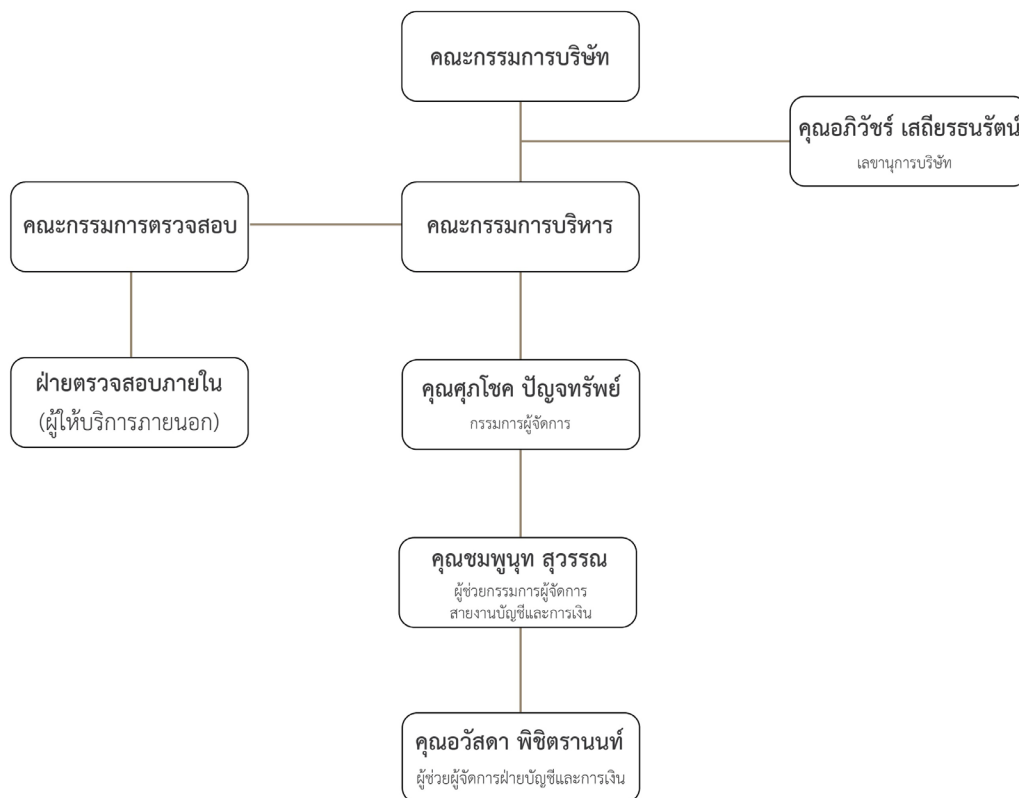 คณะกรรมการบริษัท
คุณอภิวัชร์ เสถียรธนรัตน์
เลขานุการบริษัท
คณะกรรมการตรวจสอบ
คณะกรรมการบริหาร
ฝ่ายตรวจสอบภายใน
(ผู้ให้บริการภายนอก)
คุณศุภโชค ปัญจทรัพย์
กรรมการผู้จัดการ
คุณชมพูนุท สุวรรณ
ผู้ช่วยกรรมการผู้จัดการ
สายงานบัญชีและการเงิน
คุณอวัสดา พิชิตรานนท์
ผู้ช่วยผู้จัดการฝ่ายบัญชีและการเงิน